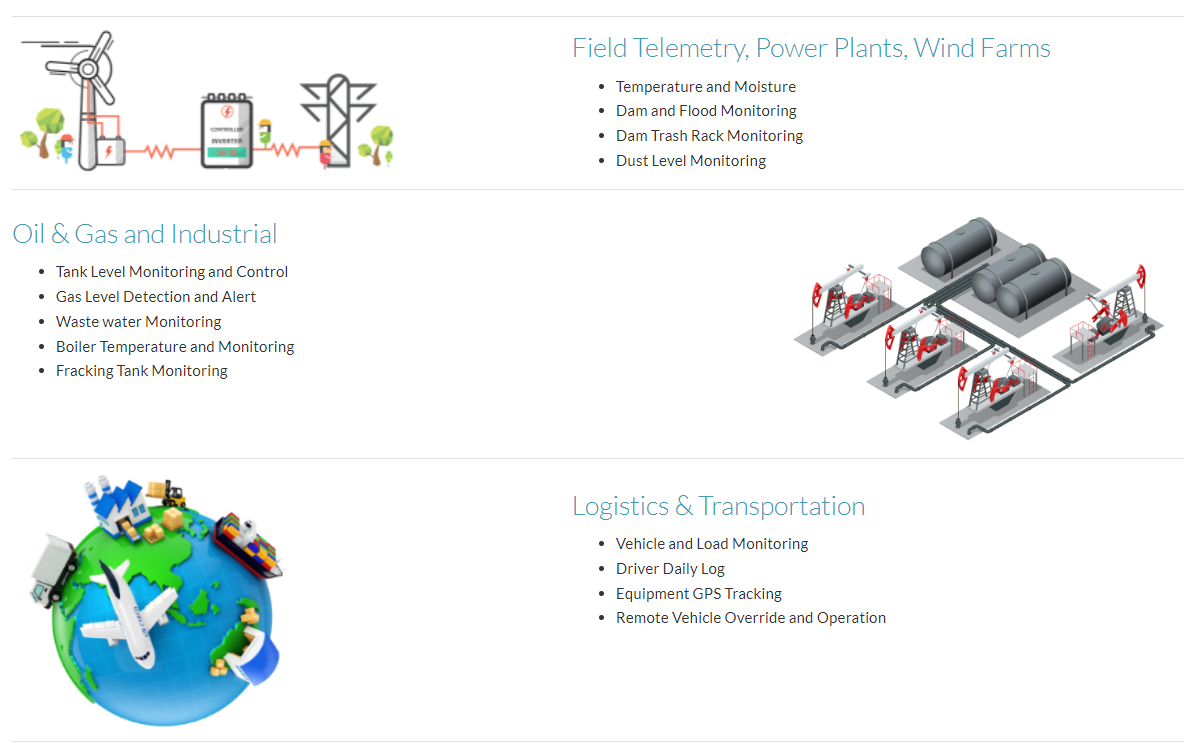 Field Telemetry, Power Plants, Wind Farms
Temperature and Moisture
Dam and Flood Monitoring
Dam Trash Rack Monitoring
Dust Level Monitoring
CONTROLLER
INVERTER
Oil & Gas and Industrial
Tank Level Monitoring and Control
Gas Level Detection and Alert
Waste water Monitoring
Boiler Temperature and Monitoring
Fracking Tank Monitoring
Logistics & Transportation
Vehicle and Load Monitoring
Driver Daily Log
Equipment GPS Tracking
Remote Vehicle Override and Operation